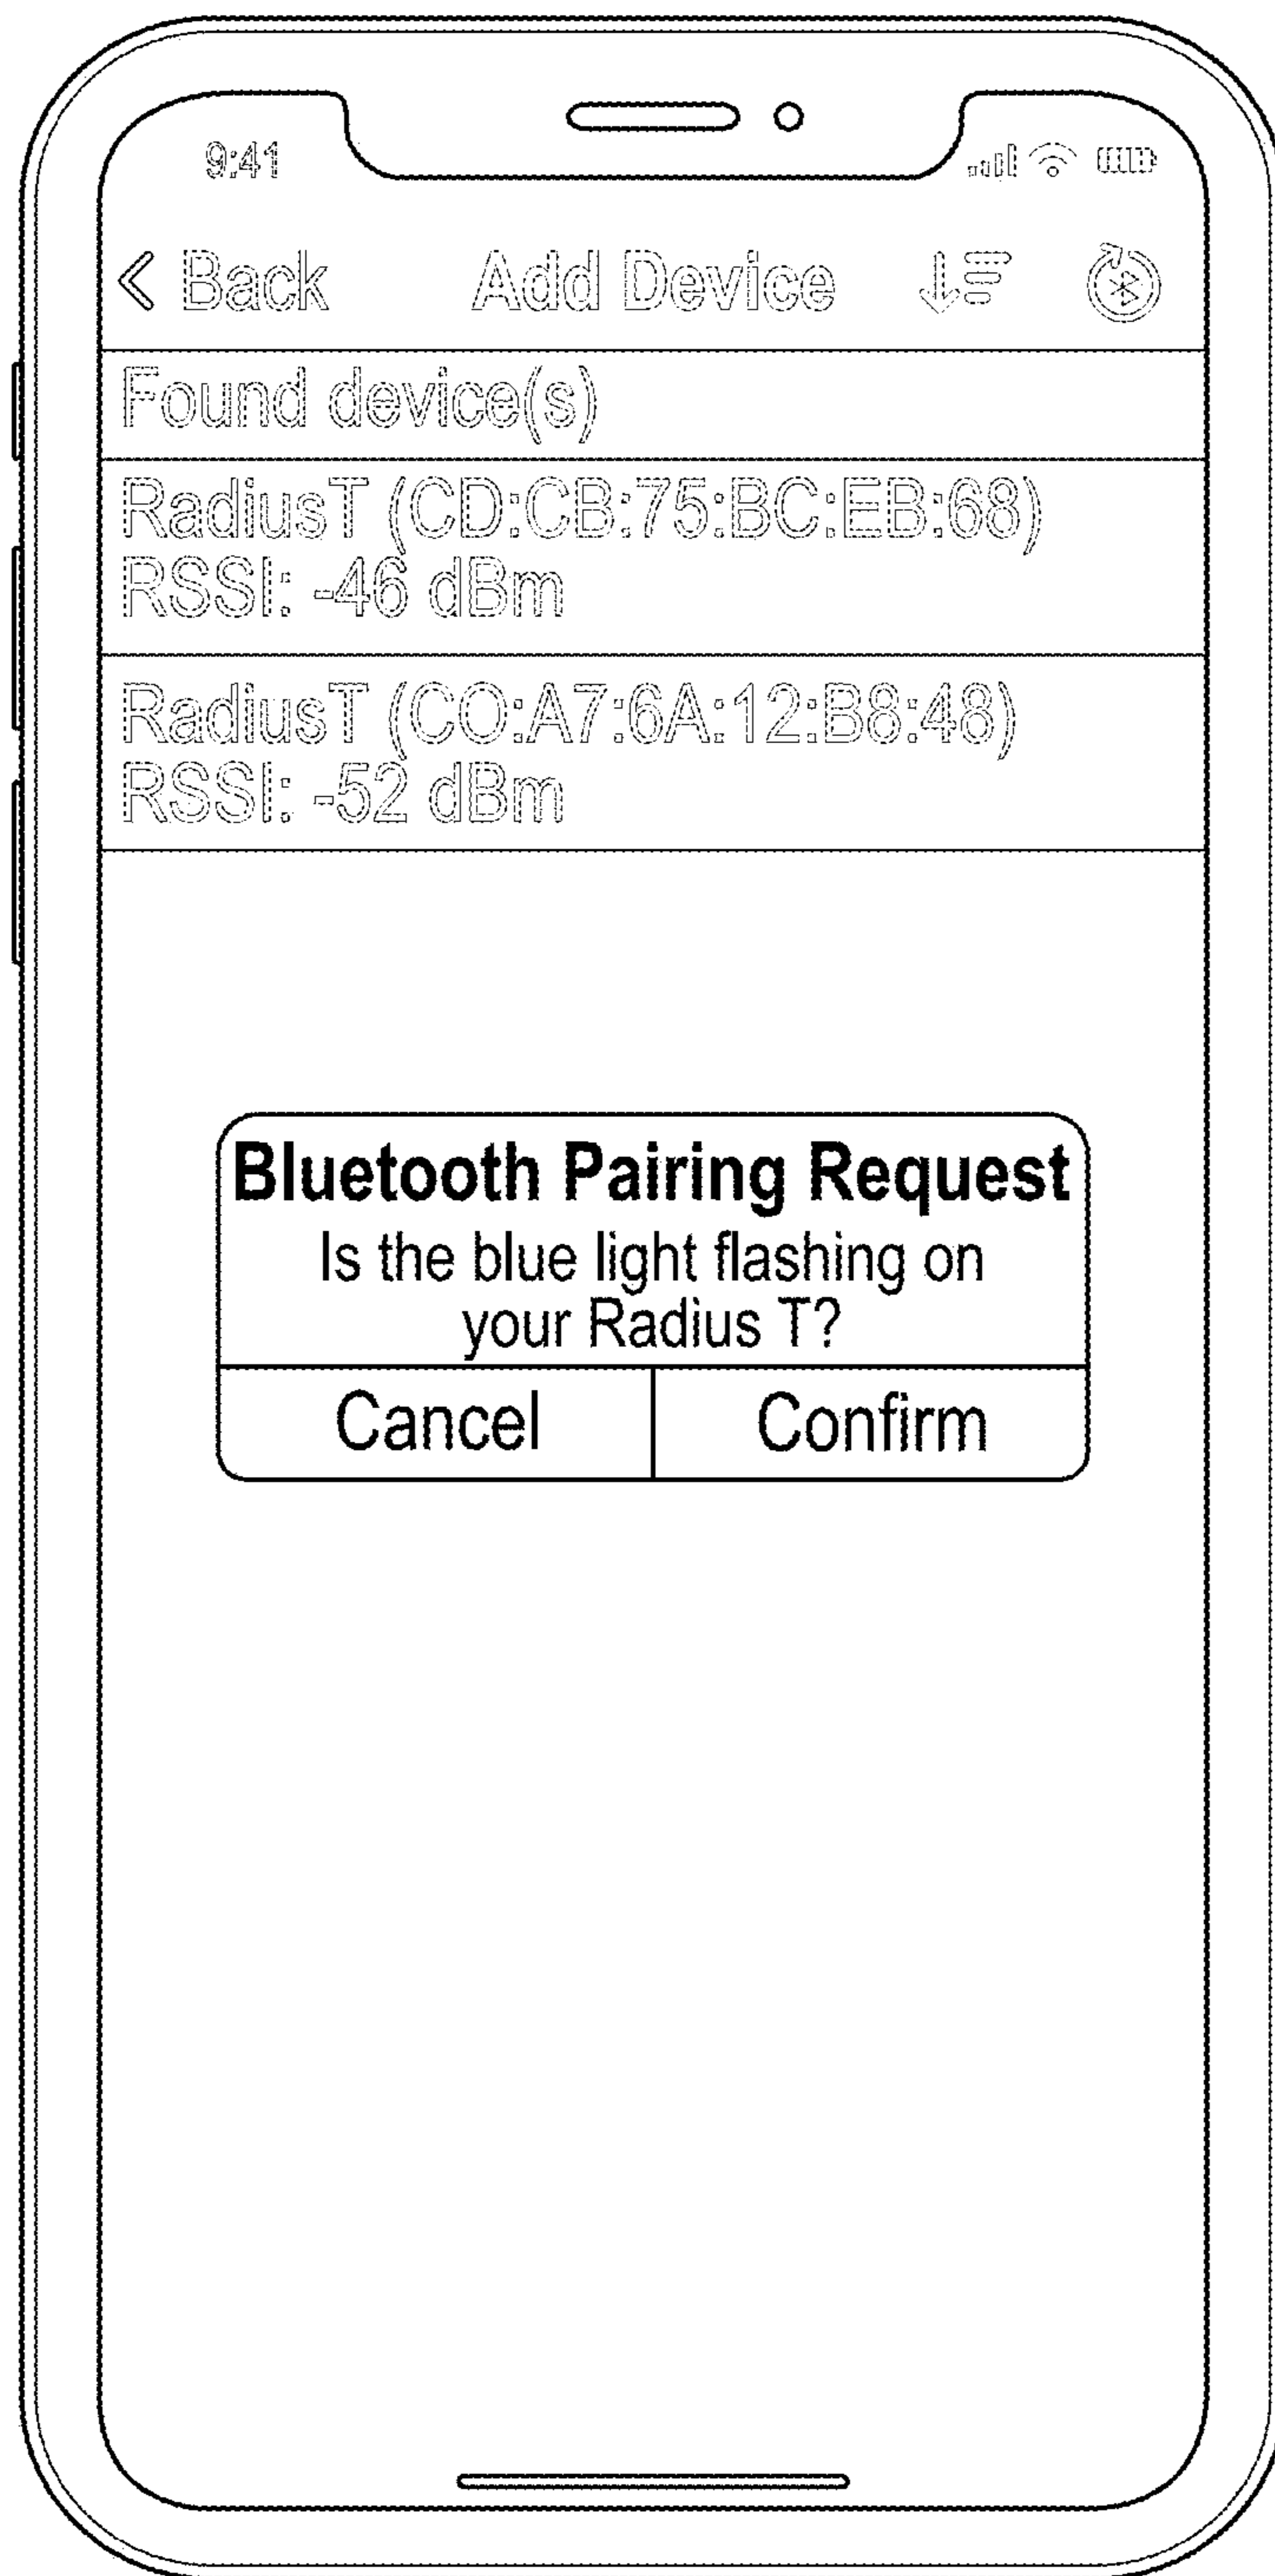 9:41
Back Add Device
Found device(s)
RadiusT (CD:CB:75:BC:EB:68)
RSSI: -46 dBm
RadiusT (CO:A7:6A:12:B8:48)
RSSI: -52 dBm
Bluetooth Pairing Request
Is the blue light flashing on
your Radius T?
Cancel Confirm